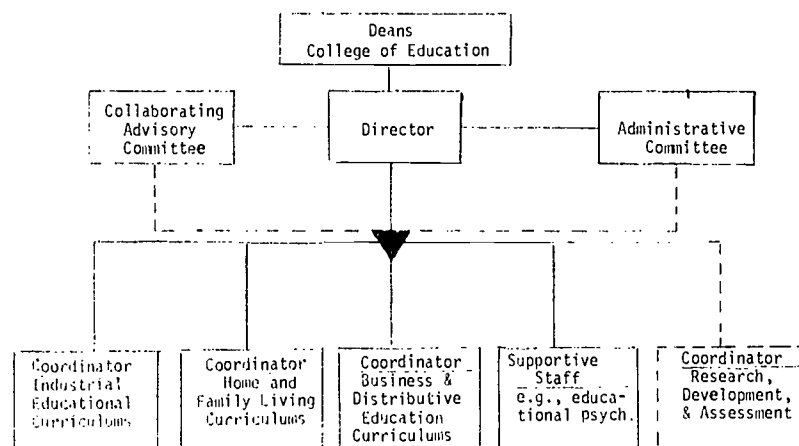 Deans
College of Education
Collaborating
Advisory
Committee
Director
Administrative
Committee
Coordinator
Industrial
Educational
Curriculums
Coordinator
Home and
Family Living
Curriculums
Coordinator
Business &
Distributive
Education
Curriculums
Supportive
Staff
e.g., educa-
tional psych.
Coordinator
Research,
Development,
& Assessment